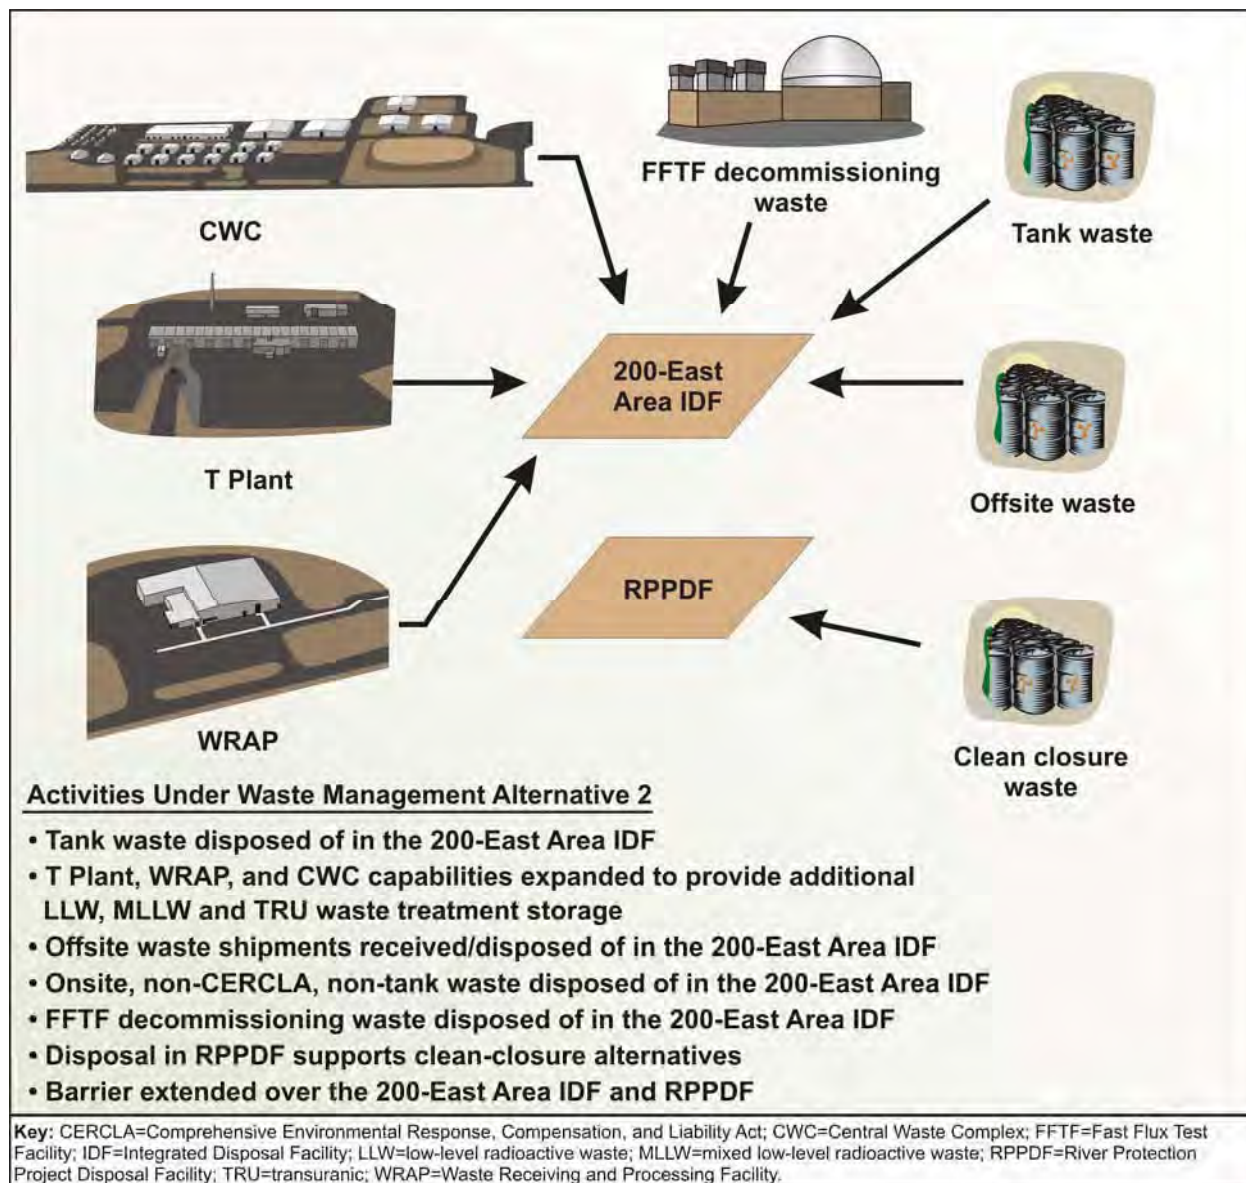 FFTF decommissioning
waste
CWC
Tank waste
200-East
Area IDF
T Plant
Offsite waste
RPPDF
WRAP
Clean closure
waste
Activities Under Waste Management Alternative 2
• Tank waste disposed of in the 200-East Area IDF
• T Plant, WRAP, and CWC capabilities expanded to provide additional
LLW, MLLW and TRU waste treatment storage
• Offsite waste shipments received/disposed of in the 200-East Area IDF
• Onsite, non-CERCLA, non-tank waste disposed of in the 200-East Area IDF
• FFTF decommissioning waste disposed of in the 200-East Area IDF
• Disposal in RPPDF supports clean-closure alternatives
• Barrier extended over the 200-East Area IDF and RPPDF
Key: CERCLA=Comprehensive Environmental Response, Compensation, and Liability Act; CWC=Central Waste Complex; FFTF=Fast Flux Test
Facility; IDF=Integrated Disposal Facility; LLW=low-level radioactive waste; MLLW=mixed low-level radioactive waste; RPPDF=River Protection
Project Disposal Facility; TRU=transuranic; WRAP=Waste Receiving and Processing Facility.